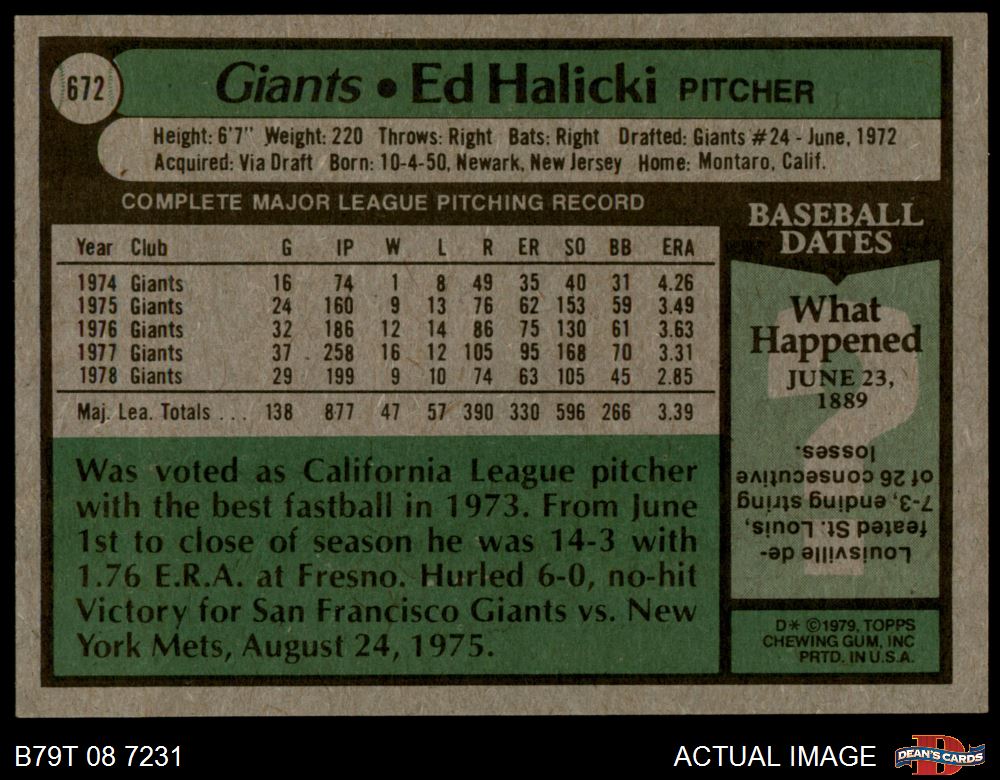 672
Giants • Ed Halicki PITCHER
Height: 6'7" Weight: 220 Throws: Right Bats: Right Drafted: Giants #24 - June, 1972
Acquired: Via Draft Born: 10-4-50, Newark, New Jersey Home: Montaro, Calif.
COMPLETE MAJOR LEAGUE PITCHING RECORD
Year Club G IP W L R ER SO BB ERA
1974 Giants 16 74 1 8 49 35 40 31 4.26
1975 Giants 24 160 9 13 76 62 153 59 3.49
1976 Giants 32 186 12 14 86 75 130 61 3.63
1977 Giants 37 258 16 12 105 95 168 70 3.31
1978 Giants 29 199 9 10 74 63 105 45 2.85
Maj. Lea. Totals ... 138 877 47 57 390 330 596 266 3.39
Was voted as California League pitcher
with the best fastball in 1973. From June
1st to close of season he was 14-3 with
1.76 E.R.A. at Fresno. Hurled 6-0, no-hit
Victory for San Francisco Giants vs. New
York Mets, August 24, 1975.
BASEBALL
DATES
What
Happened
JUNE 23,
1889
Louisville de-
feated St. Louis,
7-3, ending string
of 26 consecutive
losses.
D* ©1979, TOPPS
CHEWING GUM, INC
PRTD. IN U.S.A.
B79T 08 7231
ACTUAL IMAGE
DEAN'S CARDS